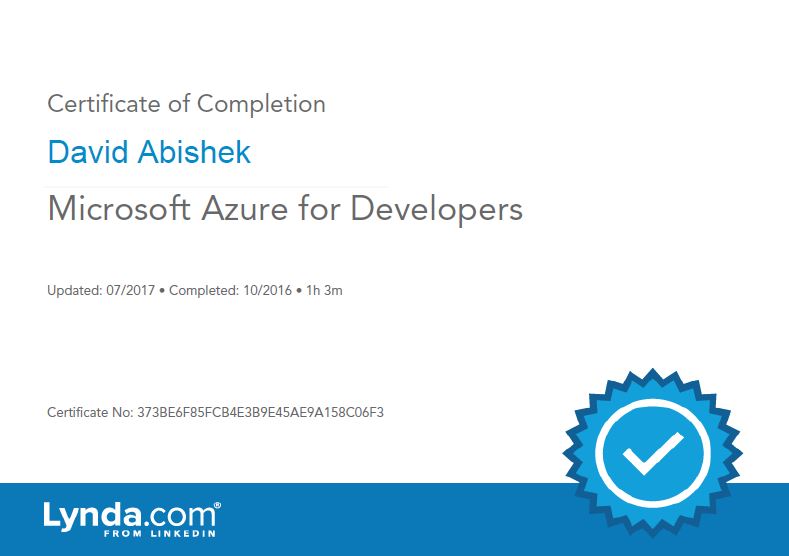 Certificate of Completion
David Abishek
Microsoft Azure for Developers
Updated: 07/2017 • Completed: 10/2016 • 1h 3m
Certificate No: 373BE6F85FCB4E3B9E45AE9A158C06F3
Lynda.com®
FROM LINKEDIN